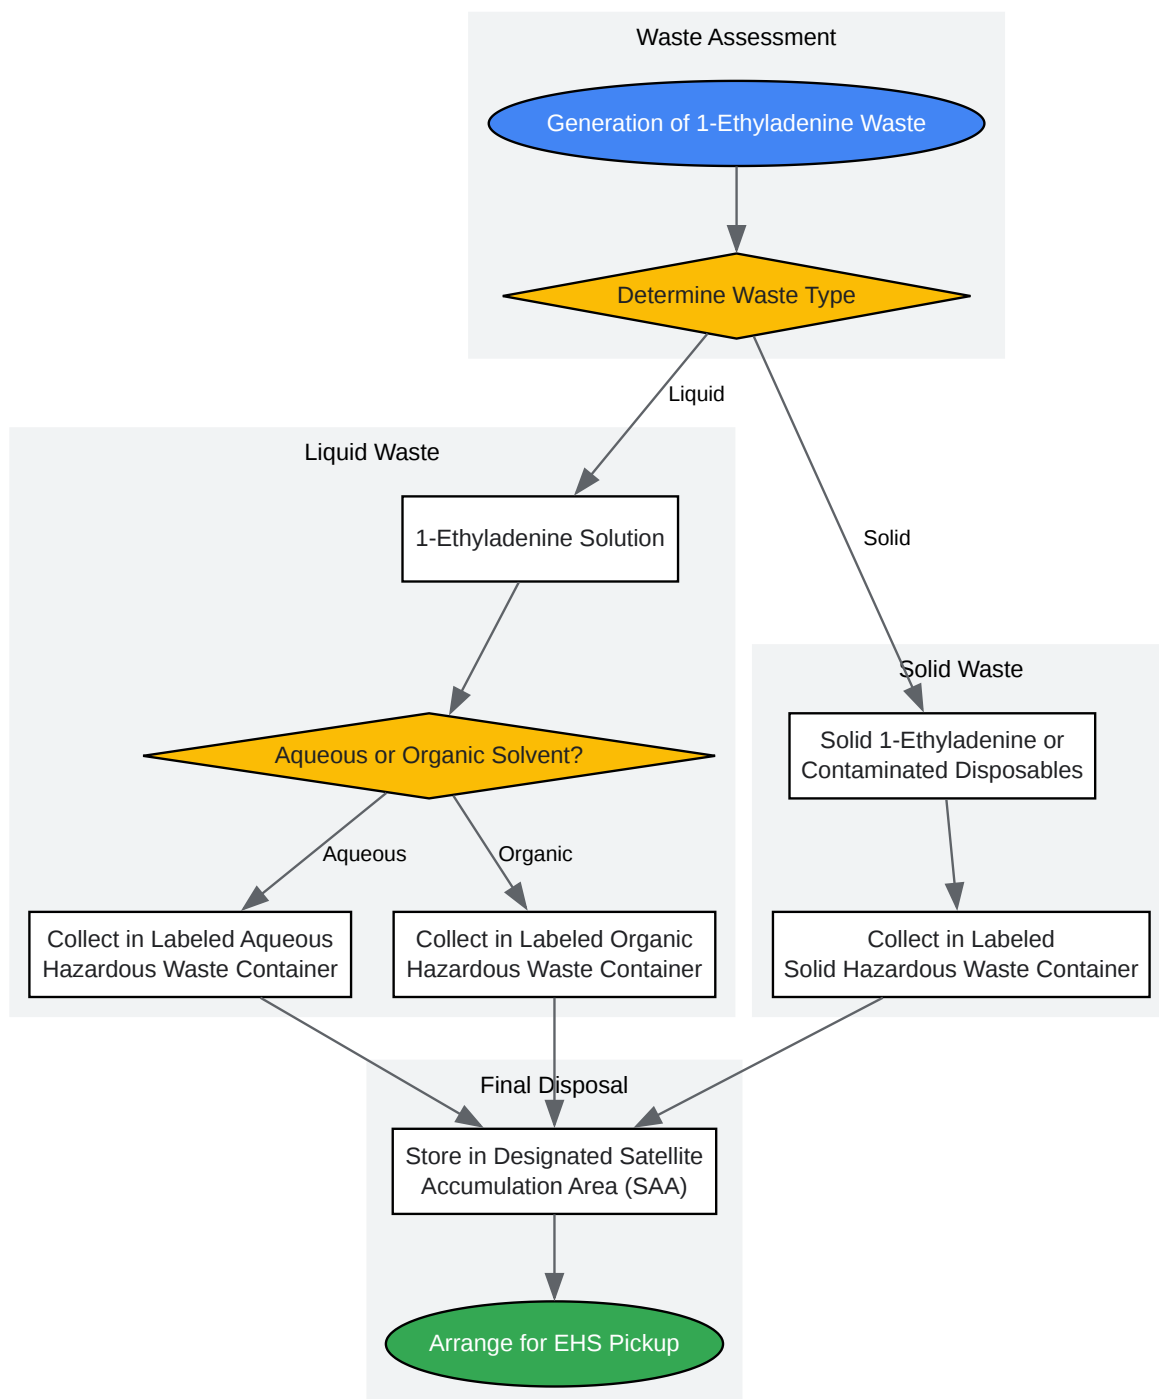 Waste Assessment
Generation of 1-Ethyladenine Waste
Determine Waste Type
Liquid
Liquid Waste
1-Ethyladenine Solution
Solid
Solid Waste
Aqueous or Organic Solvent?
Solid 1-Ethyladenine or
Contaminated Disposables
Aqueous
Organic
Collect in Labeled Aqueous
Hazardous Waste Container
Collect in Labeled Organic
Hazardous Waste Container
Collect in Labeled
Solid Hazardous Waste Container
Final Disposal
Store in Designated Satellite
Accumulation Area (SAA)
Arrange for EHS Pickup